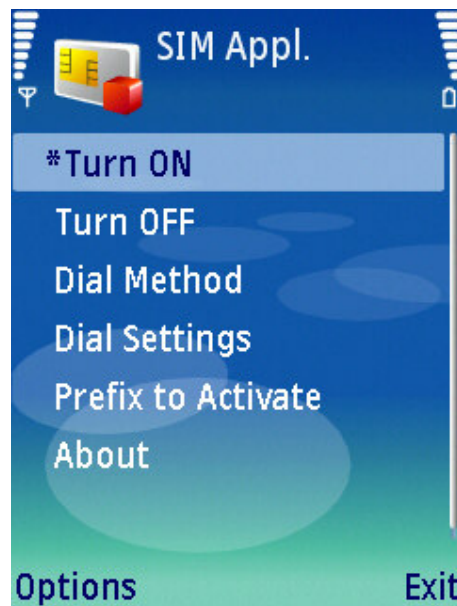 SIM Appl.
*Turn ON
Turn OFF
Dial Method
Dial Settings
Prefix to Activate
About
Options Exit